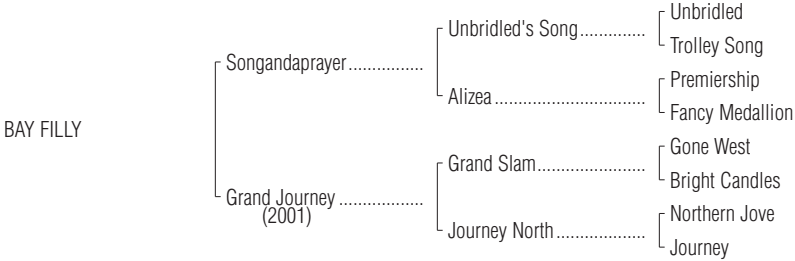 Unbridled
Unbridled's Song..............
Trolley Song
Songandaprayer................
Premiership
Alizea................................
Fancy Medallion
BAY FILLY
Gone West
Grand Slam.......................
Bright Candles
Grand Journey..................
(2001)
Northern Jove
Journey North...................
Journey